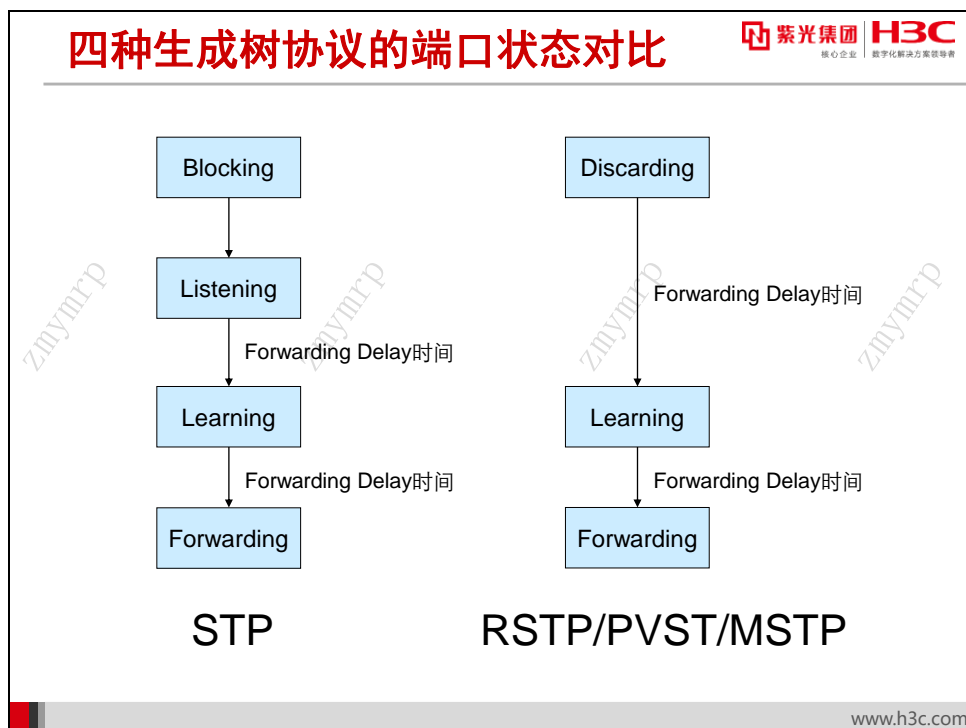 四种生成树协议的端口状态对比
紫光集团
核心企业
H3C
数字化解决方案领导者
Blocking
Listening
Forwarding Delay时间
Learning
Forwarding Delay时间
Forwarding
STP
Discarding
Forwarding Delay时间
Learning
Forwarding Delay时间
Forwarding
RSTP/PVST/MSTP
zmymrp
zmymrp
zmymrp
zmymrp
www.h3c.com